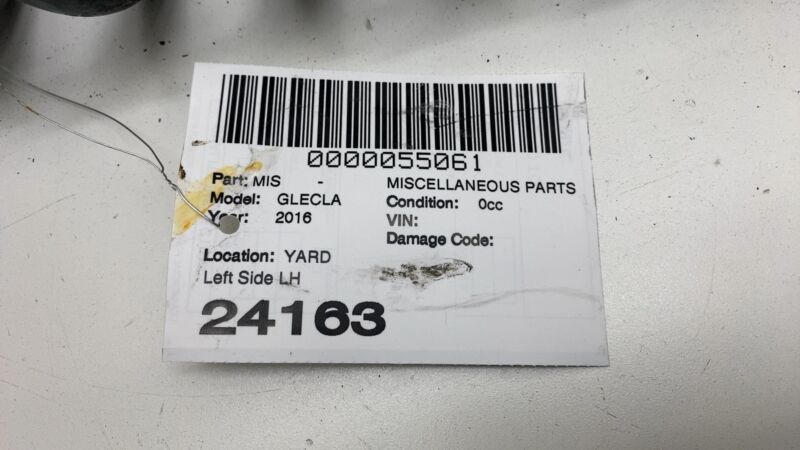 0000055061
Part: MIS - MISCELLANEOUS PARTS
Model: GLECLA Condition: 0cc
Year: 2016 VIN:
Damage Code:
Location: YARD
Left Side LH
24163